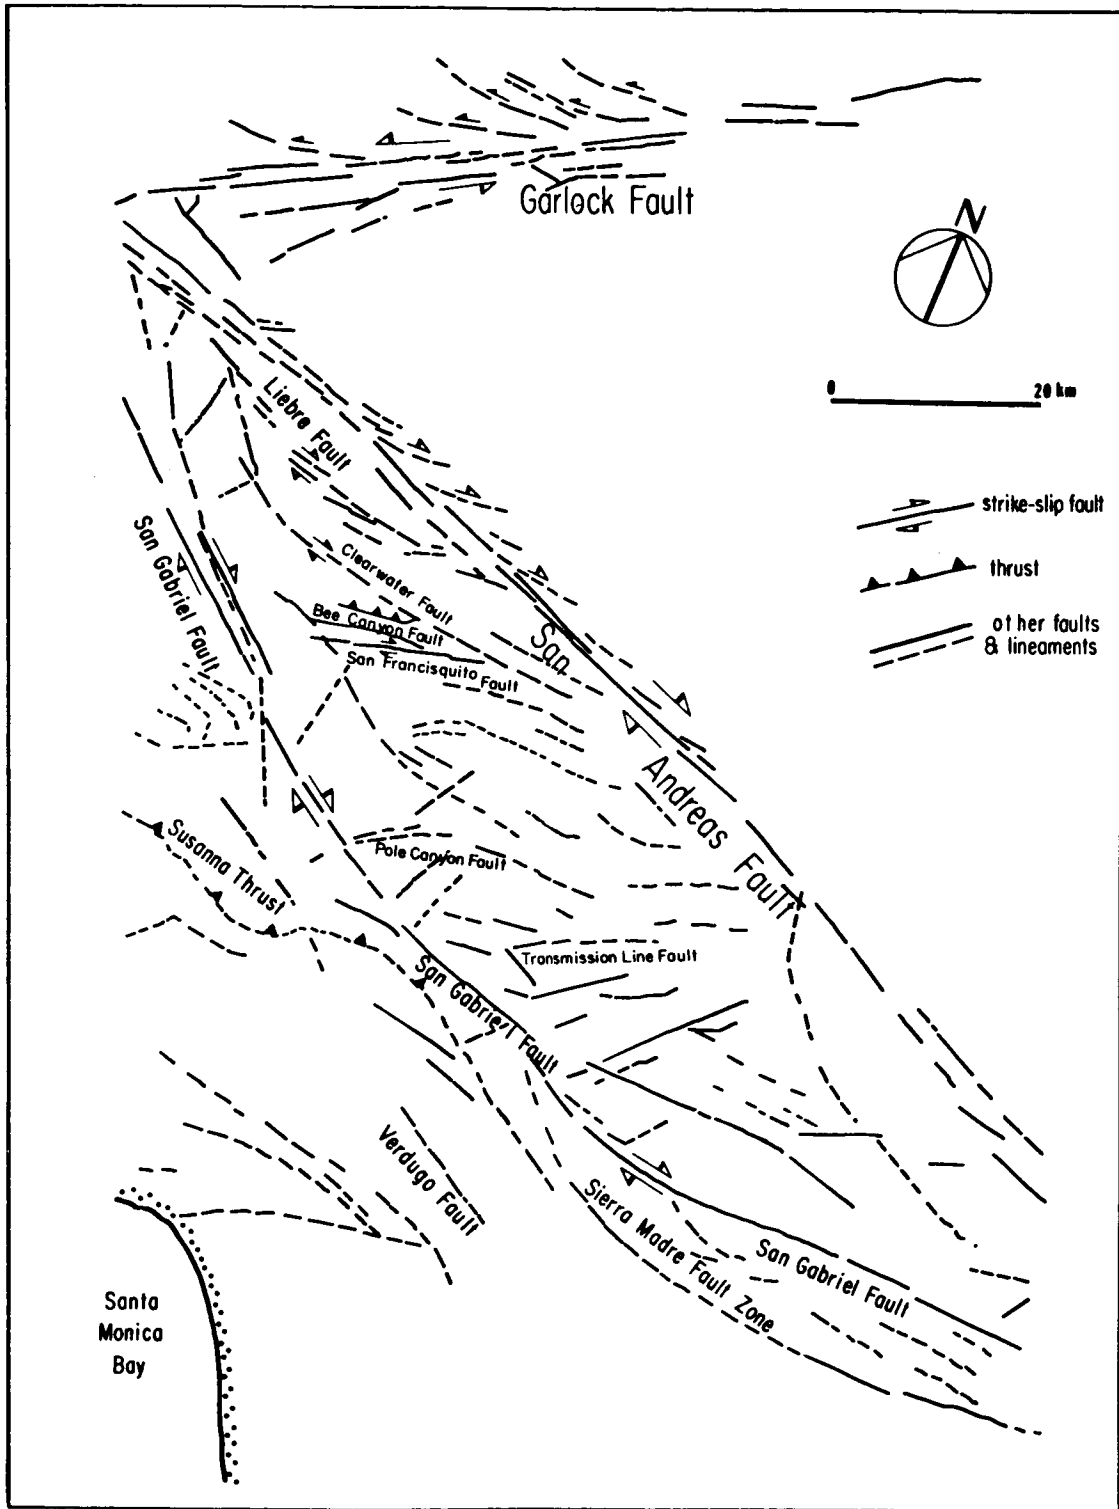 Garlock Fault
N
0 20 km
Liebre Fault
strike-slip fault
San Gabriel Fault
Clearwater Fault
thrust
Bee Canyon Fault
San Francisquito Fault
other faults
& lineaments
San Andreas Fault
Susanna Thrust
Pole Canyon Fault
Transmission Line Fault
San Gabriel Fault
Verdugo Fault
Sierra Madre Fault Zone
San Gabriel Fault
Santa
Monica
Bay